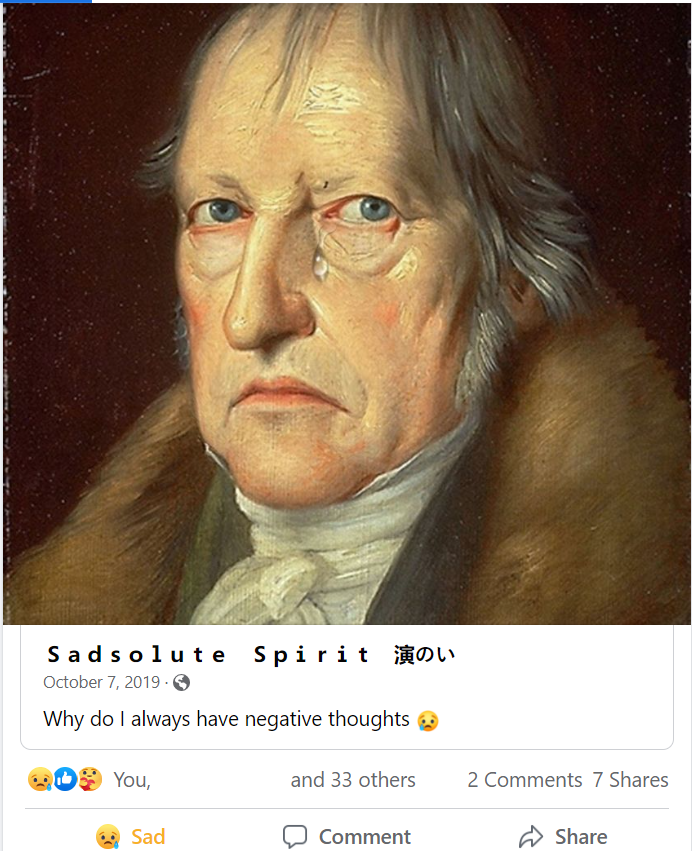 Ｓａｄｓｏｌｕｔｅ　Ｓｐｉｒｉｔ　演のい
October 7, 2019 ·
Why do I always have negative thoughts 😥
You, and 33 others 2 Comments 7 Shares
Sad Comment Share